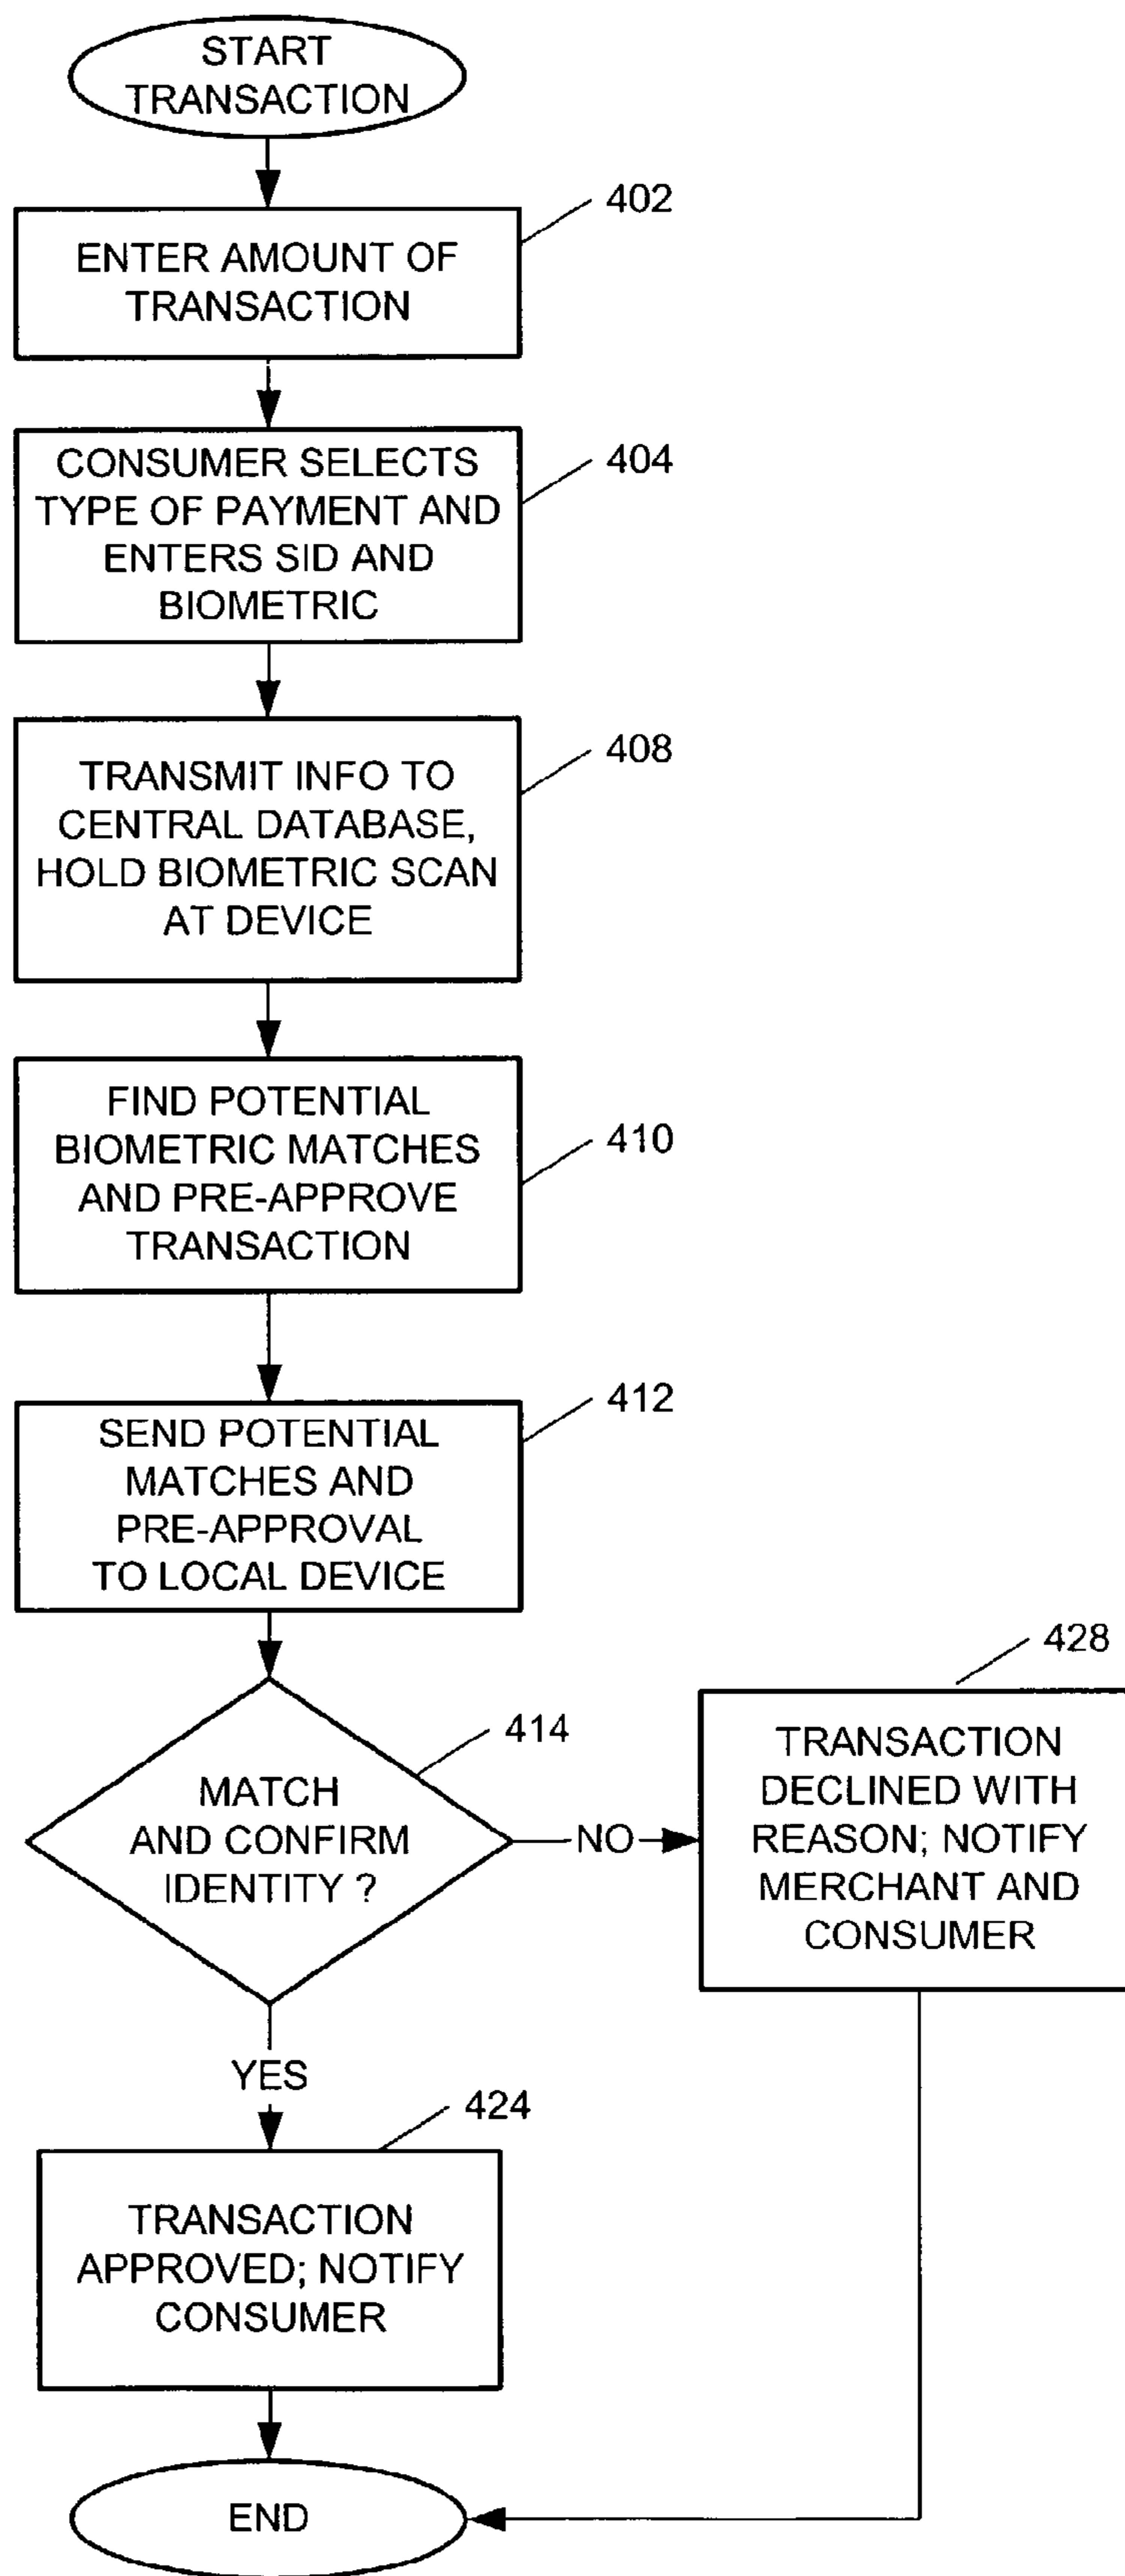 START
TRANSACTION
402
ENTER AMOUNT OF
TRANSACTION
404
CONSUMER SELECTS
TYPE OF PAYMENT AND
ENTERS SID AND
BIOMETRIC
408
TRANSMIT INFO TO
CENTRAL DATABASE,
HOLD BIOMETRIC SCAN
AT DEVICE
410
FIND POTENTIAL
BIOMETRIC MATCHES
AND PRE-APPROVE
TRANSACTION
412
SEND POTENTIAL
MATCHES AND
PRE-APPROVAL
TO LOCAL DEVICE
414
MATCH
AND CONFIRM
IDENTITY ?
NO
428
TRANSACTION
DECLINED WITH
REASON; NOTIFY
MERCHANT AND
CONSUMER
YES
424
TRANSACTION
APPROVED; NOTIFY
CONSUMER
END